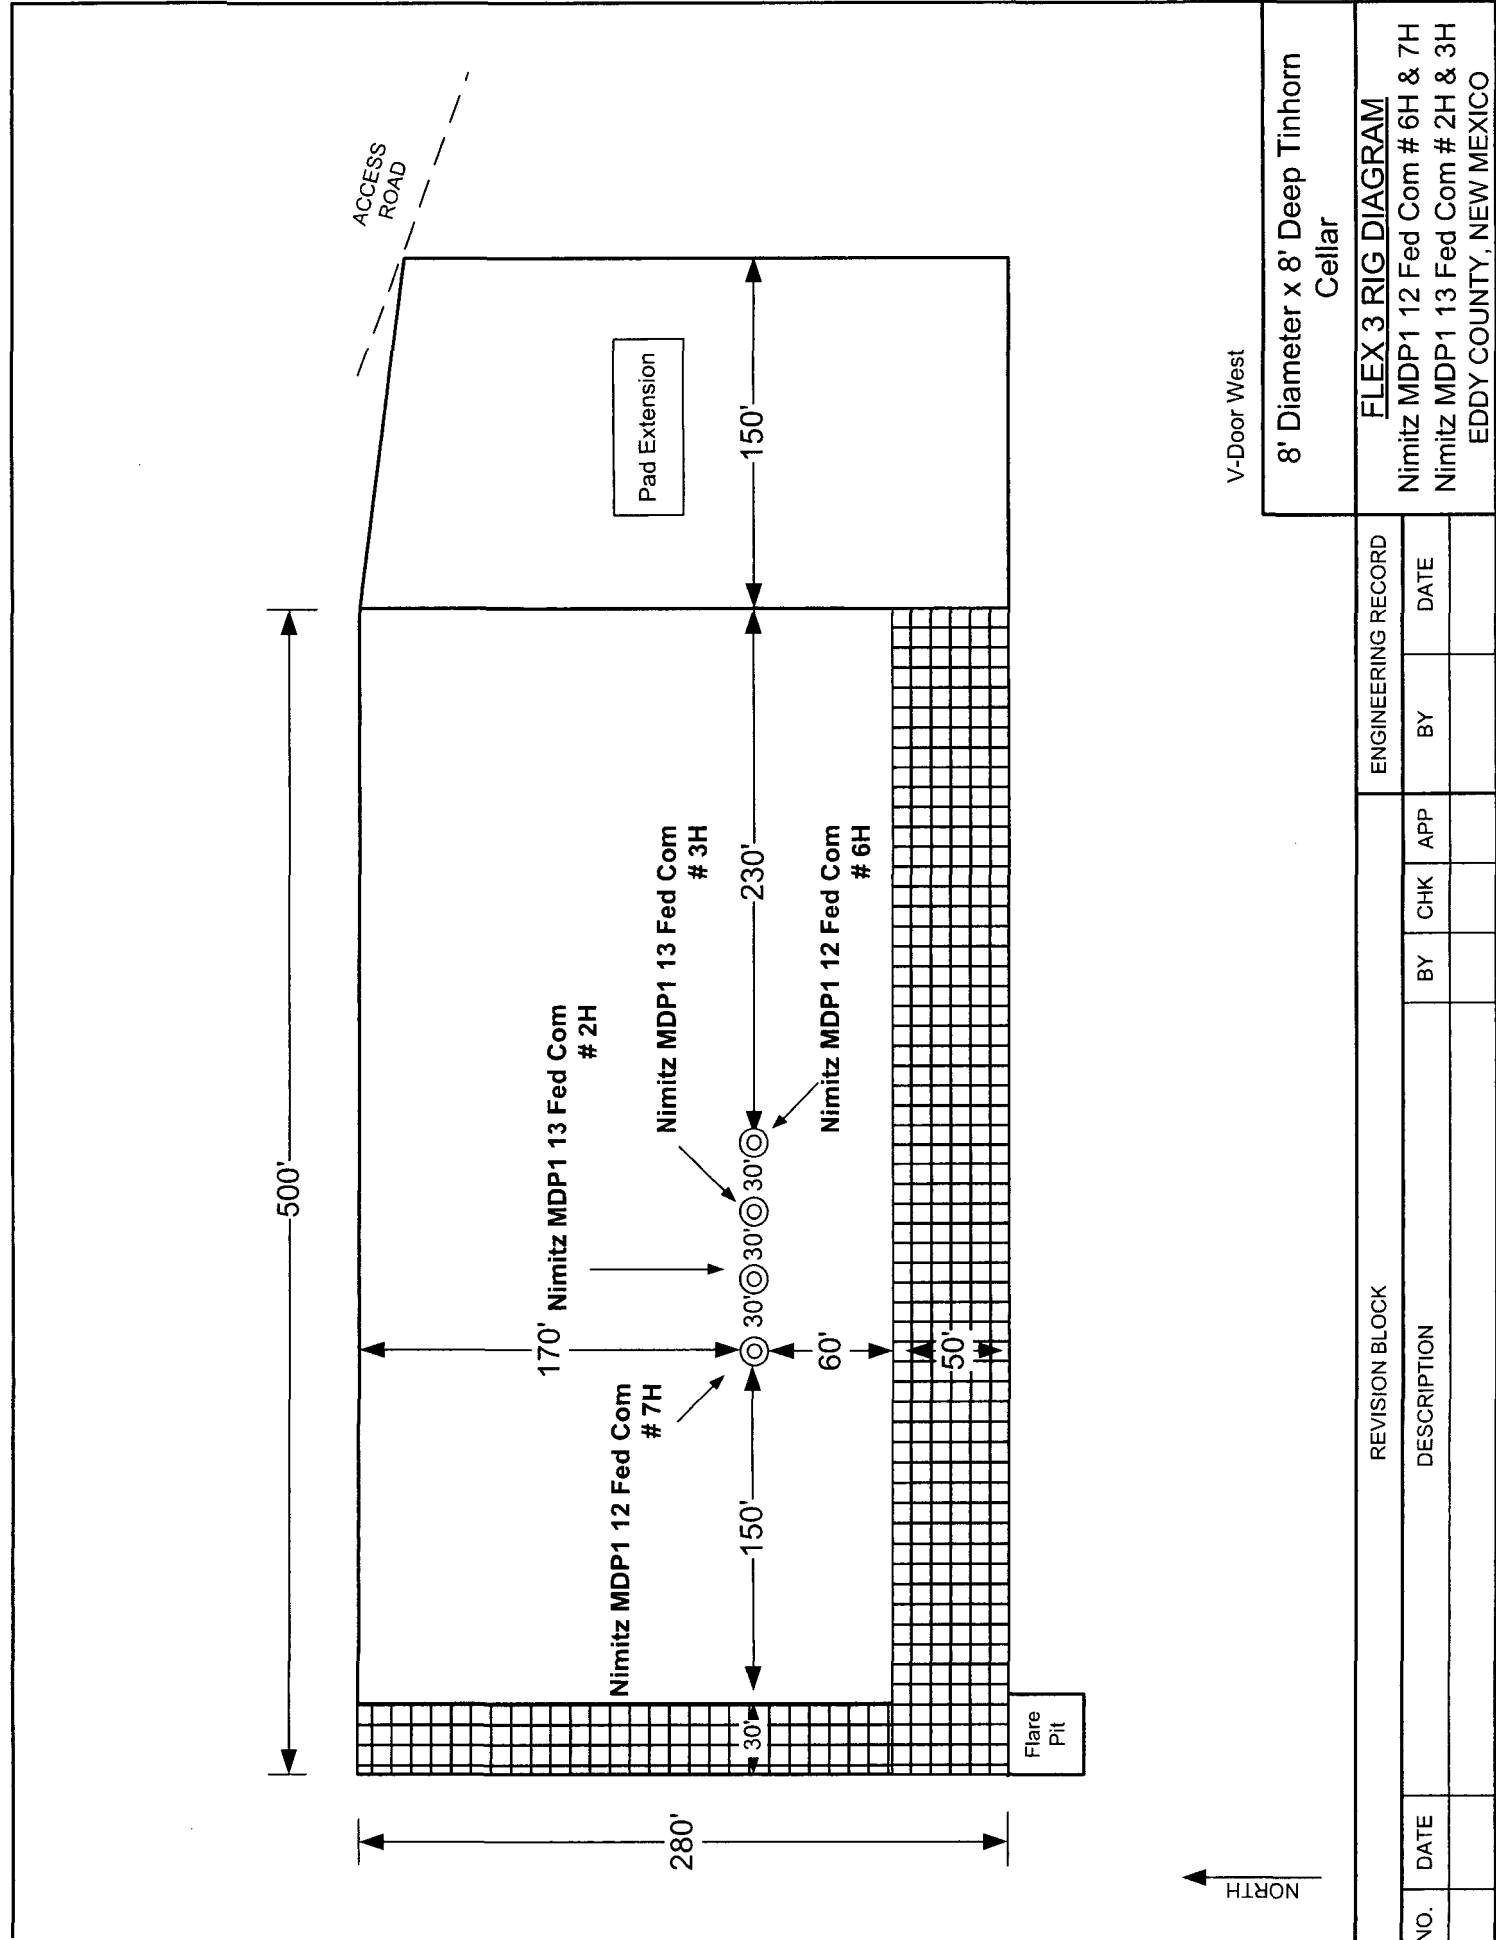 500'
ACCESS
ROAD
Pad Extension
150'
Nimitz MDP1 13 Fed Com
# 2H
Nimitz MDP1 13 Fed Com
# 3H
230'
Nimitz MDP1 12 Fed Com
# 6H
170'
30'
30'
30'
60'
50'
Nimitz MDP1 12 Fed Com
# 7H
150'
30'
Flare
Pit
280'
NORTH
V-Door West
8' Diameter x 8' Deep Tinhorn
Cellar
FLEX 3 RIG DIAGRAM
Nimitz MDP1 12 Fed Com # 6H & 7H
Nimitz MDP1 13 Fed Com # 2H & 3H
EDDY COUNTY, NEW MEXICO
REVISION BLOCK
ENGINEERING RECORD
NO.
DATE
DESCRIPTION
BY
CHK
APP
BY
DATE